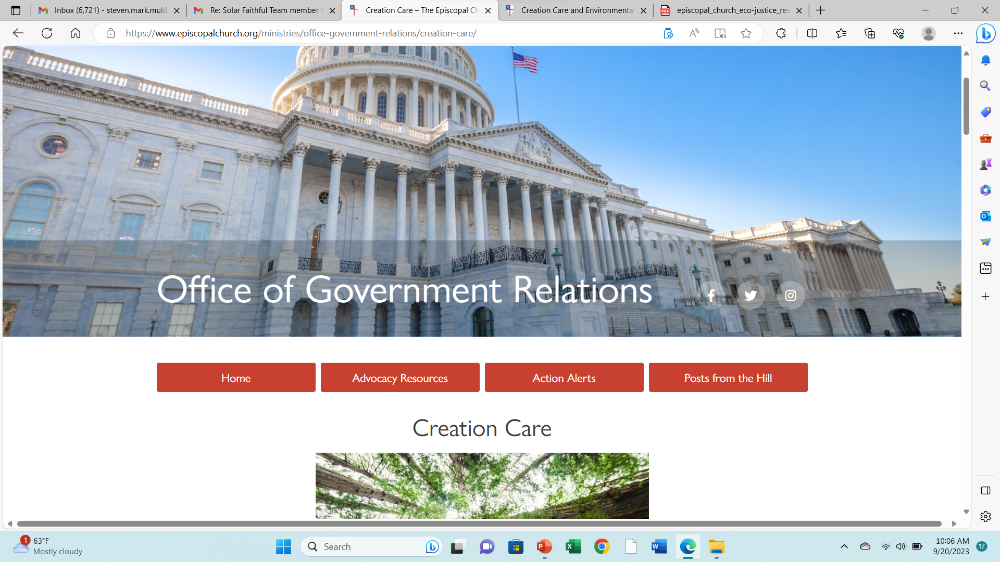 Inbox (6,721) - steven.mark.muld
Re: Solar Faithful Team member v
Creation Care – The Episcopal Ch
Creation Care and Environmental
PDF
episcopal_church_eco-justice_res
https://www.episcopalchurch.org/ministries/office-government-relations/creation-care/
Office of Government Relations
Home
Advocacy Resources
Action Alerts
Posts from the Hill
Creation Care
1
63°F
Mostly cloudy
Search
10:06 AM
9/20/2023
17